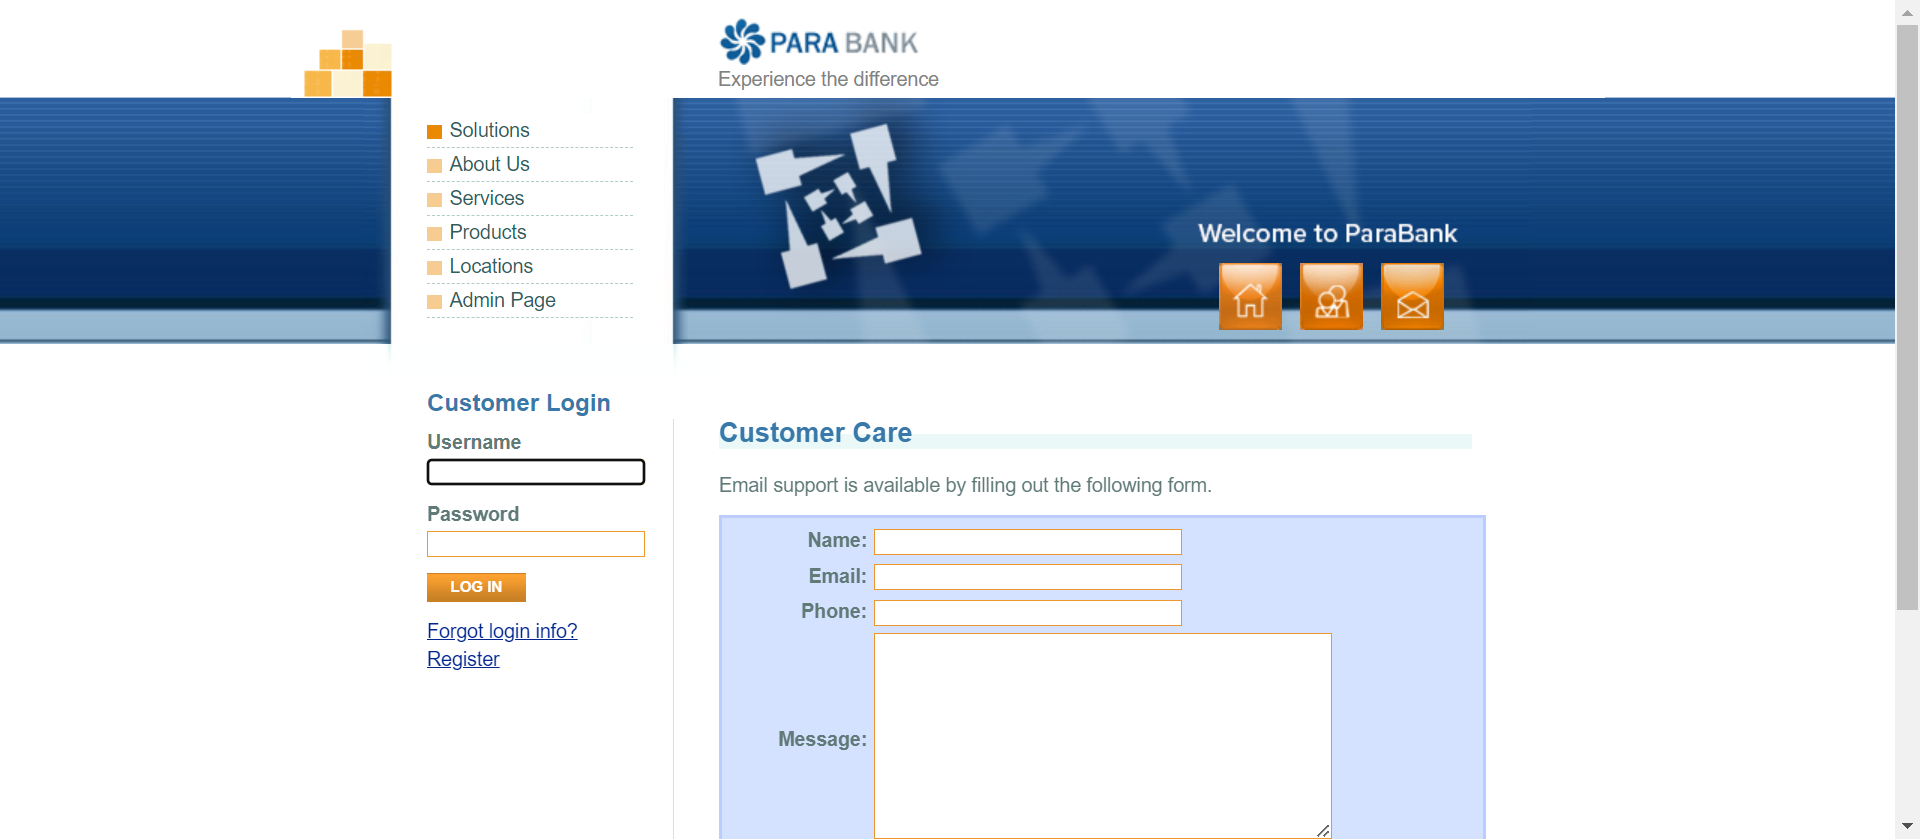 PARA BANK
Experience the difference
Solutions
About Us
Services
Products
Locations
Admin Page
Welcome to ParaBank
Customer Login
Username
Password
LOG IN
Forgot login info?
Register
Customer Care
Email support is available by filling out the following form.
Name:
Email:
Phone:
Message: